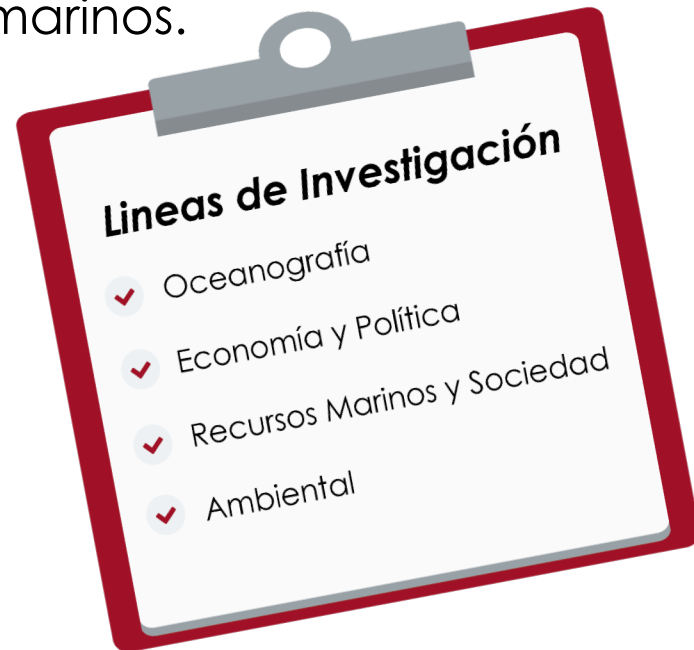 marinos.
Lineas de Investigación
Oceanografía
Economía y Política
Recursos Marinos y Sociedad
Ambiental